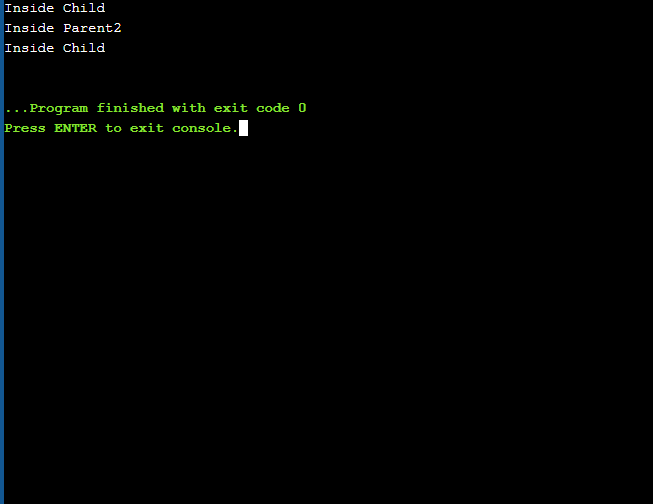 Inside Child
Inside Parent2
Inside Child
...Program finished with exit code 0
Press ENTER to exit console.